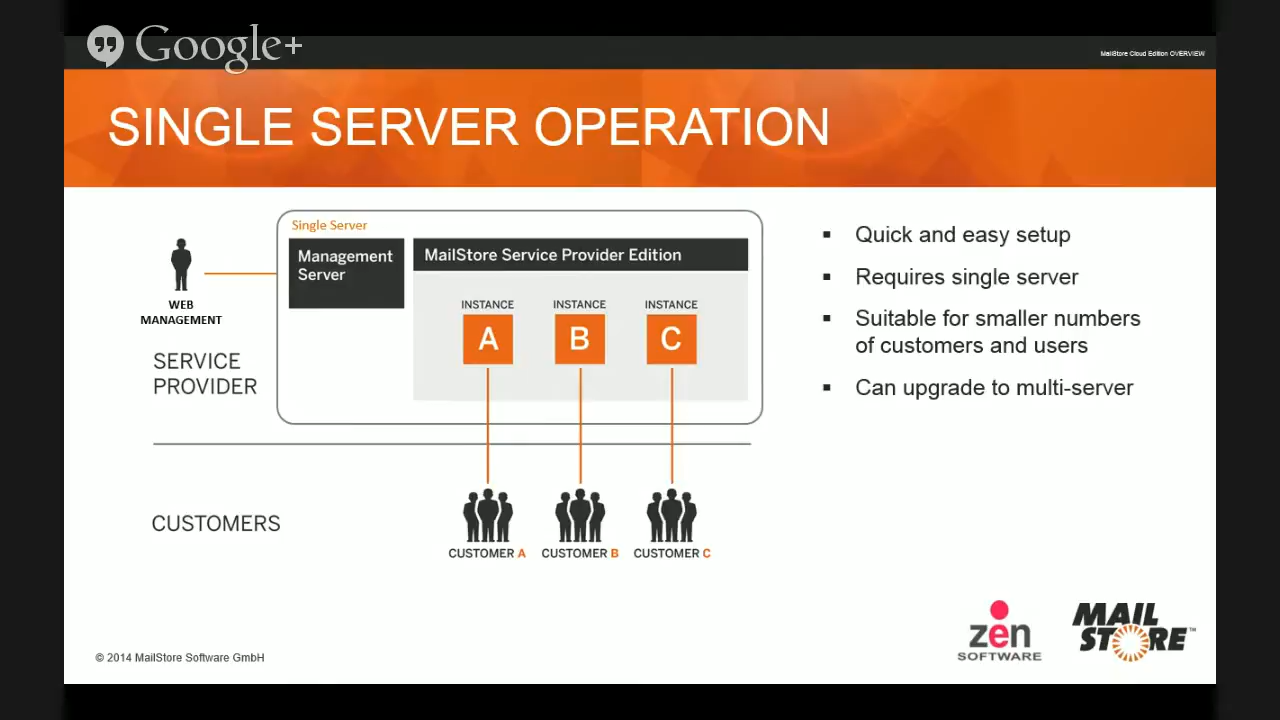 Google+
MailStore Cloud Edition OVERVIEW
SINGLE SERVER OPERATION
Single Server
Management
Server
MailStore Service Provider Edition
INSTANCE INSTANCE INSTANCE
A B C
WEB
MANAGEMENT
SERVICE
PROVIDER
CUSTOMERS
CUSTOMER A CUSTOMER B CUSTOMER C
▪ Quick and easy setup
▪ Requires single server
▪ Suitable for smaller numbers
of customers and users
▪ Can upgrade to multi-server
© 2014 MailStore Software GmbH
zen
SOFTWARE
MAIL
STORE™